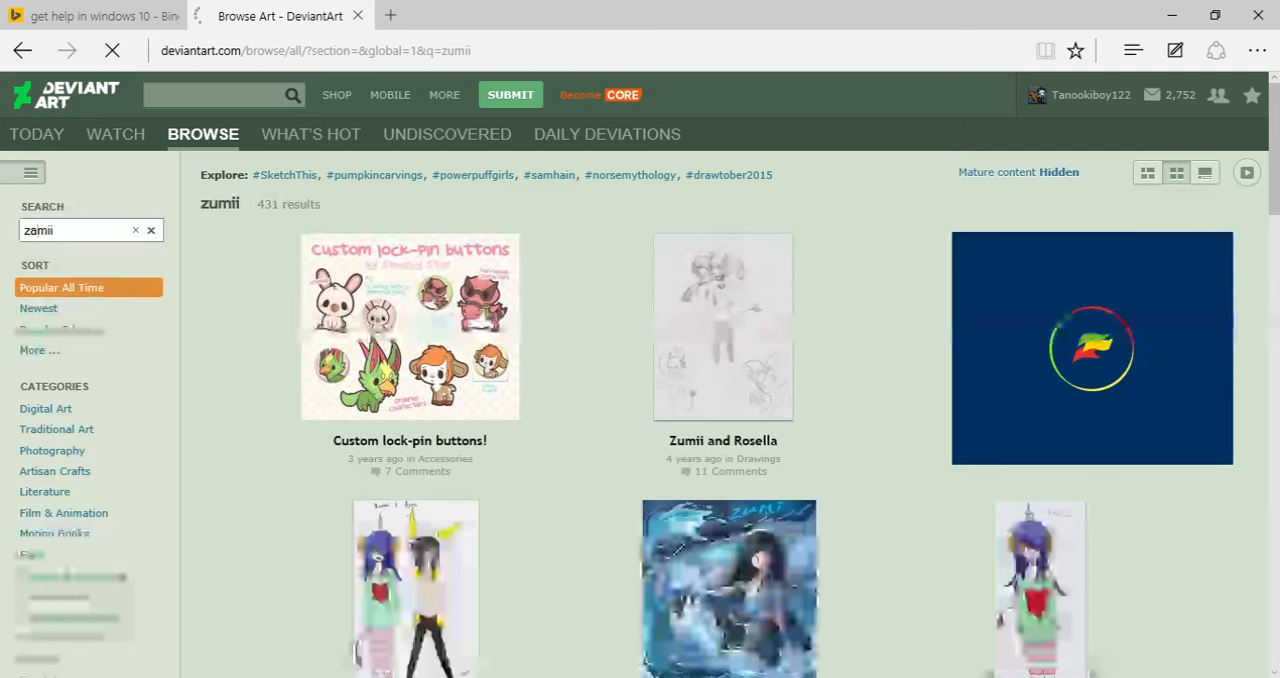 get help in windows 10 - Bin
Browse Art - DeviantArt
deviantart.com/browse/all/?section=&global=1&q=zumii
DEVIANT ART
SHOP
MOBILE
MORE
SUBMIT
Become CORE
Tanookiboy122
2,752
TODAY
WATCH
BROWSE
WHAT'S HOT
UNDISCOVERED
DAILY DEVIATIONS
Explore: #SketchThis, #pumpkincarvings, #powerpuffgirls, #samhain, #norsemythology, #drawtober2015
Mature content Hidden
SEARCH
zamii
zumii 431 results
SORT
Popular All Time
Newest
More ...
CATEGORIES
Digital Art
Traditional Art
Photography
Artisan Crafts
Literature
Film & Animation
Motion Books
Custom lock-pin buttons
Custom lock-pin buttons!
3 years ago in Accessories
7 Comments
Zumii and Rosella
4 years ago in Drawings
11 Comments